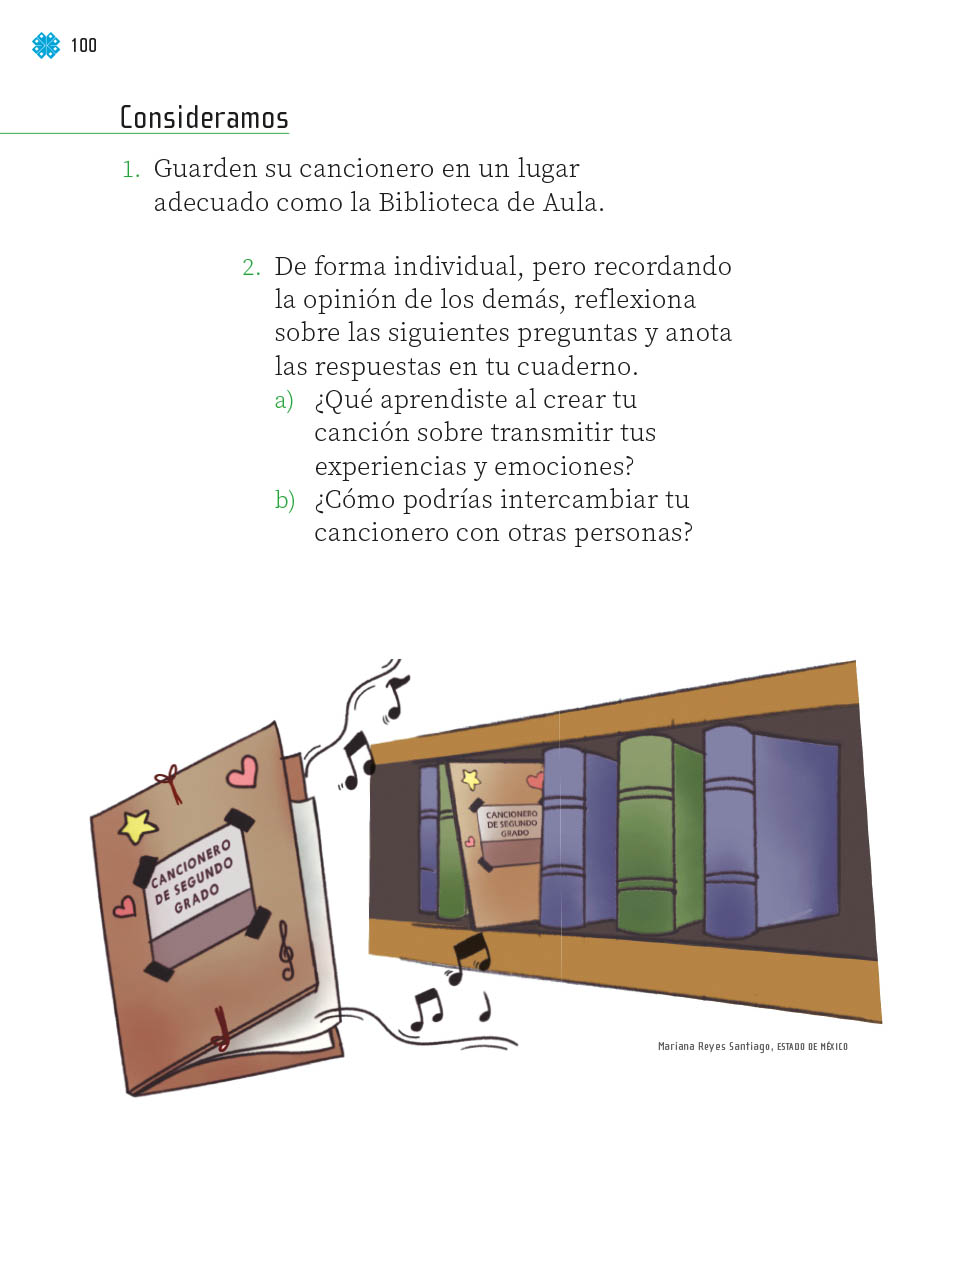 100
Consideramos
1. Guarden su cancionero en un lugar
adecuado como la Biblioteca de Aula.
2. De forma individual, pero recordando
la opinión de los demás, reflexiona
sobre las siguientes preguntas y anota
las respuestas en tu cuaderno.
a) ¿Qué aprendiste al crear tu
canción sobre transmitir tus
experiencias y emociones?
b) ¿Cómo podrías intercambiar tu
cancionero con otras personas?
CANCIONERO
DE SEGUNDO
GRADO
CANCIONERO
DE SEGUNDO
GRADO
Mariana Reyes Santiago, ESTADO DE MÉXICO